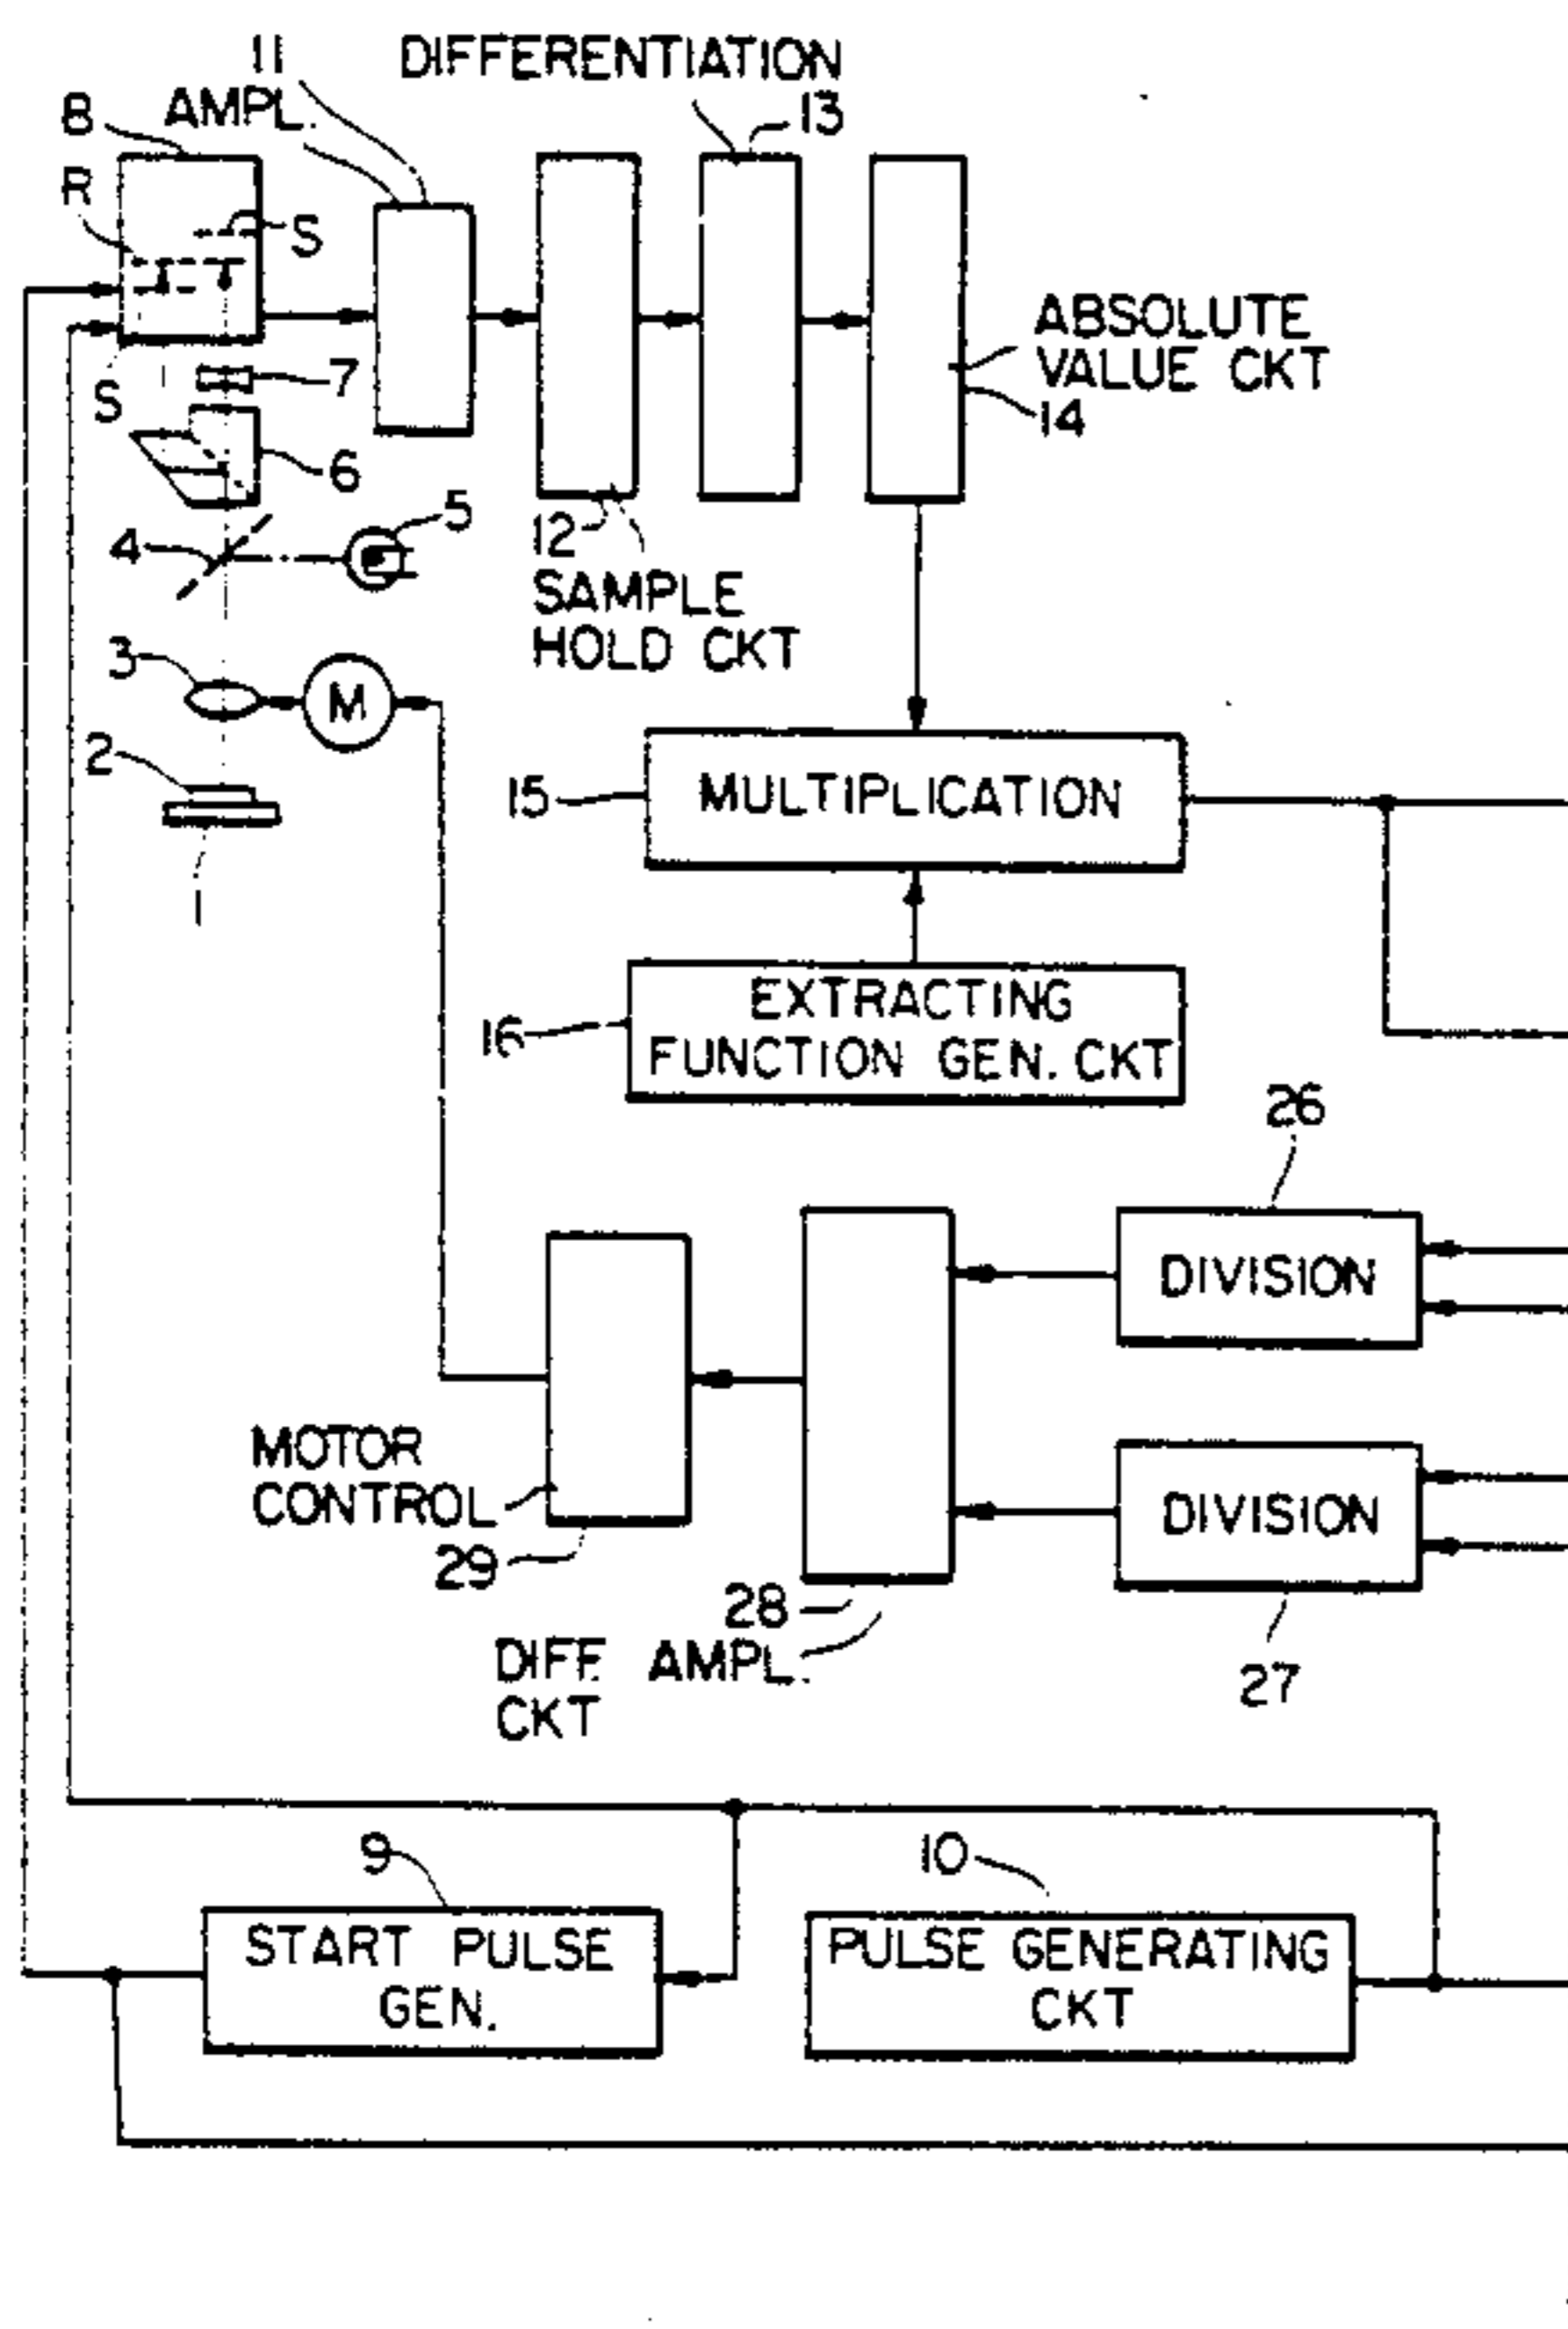 11
DIFFERENTIATION
AMPL.
8
13
R
S
ABSOLUTE
VALUE CKT
14
7
S
6
5
12
4
SAMPLE
HOLD CKT
3
M
2
15
MULTIPLICATION
1
EXTRACTING
FUNCTION GEN. CKT
16
26
DIVISION
MOTOR
CONTROL
29
DIVISION
28
DIFF. AMPL.
CKT
27
9
10
START PULSE
GEN.
PULSE GENERATING
CKT